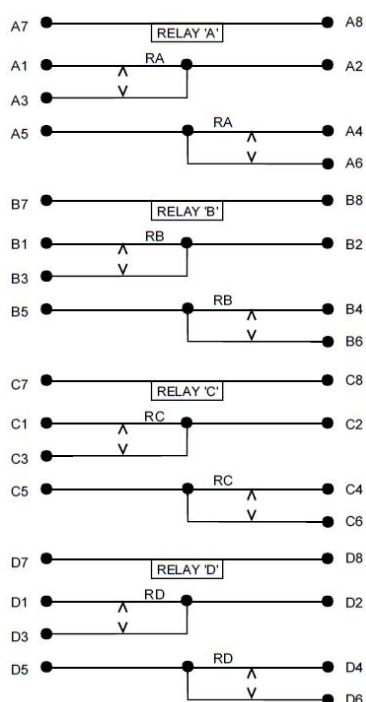 A7 A8
RELAY 'A'
A1 RA A2
A3
A5 RA A4
A6
B7 B8
RELAY 'B'
B1 RB B2
B3
B5 RB B4
B6
C7 C8
RELAY 'C'
C1 RC C2
C3
C5 RC C4
C6
D7 D8
RELAY 'D'
D1 RD D2
D3
D5 RD D4
D6